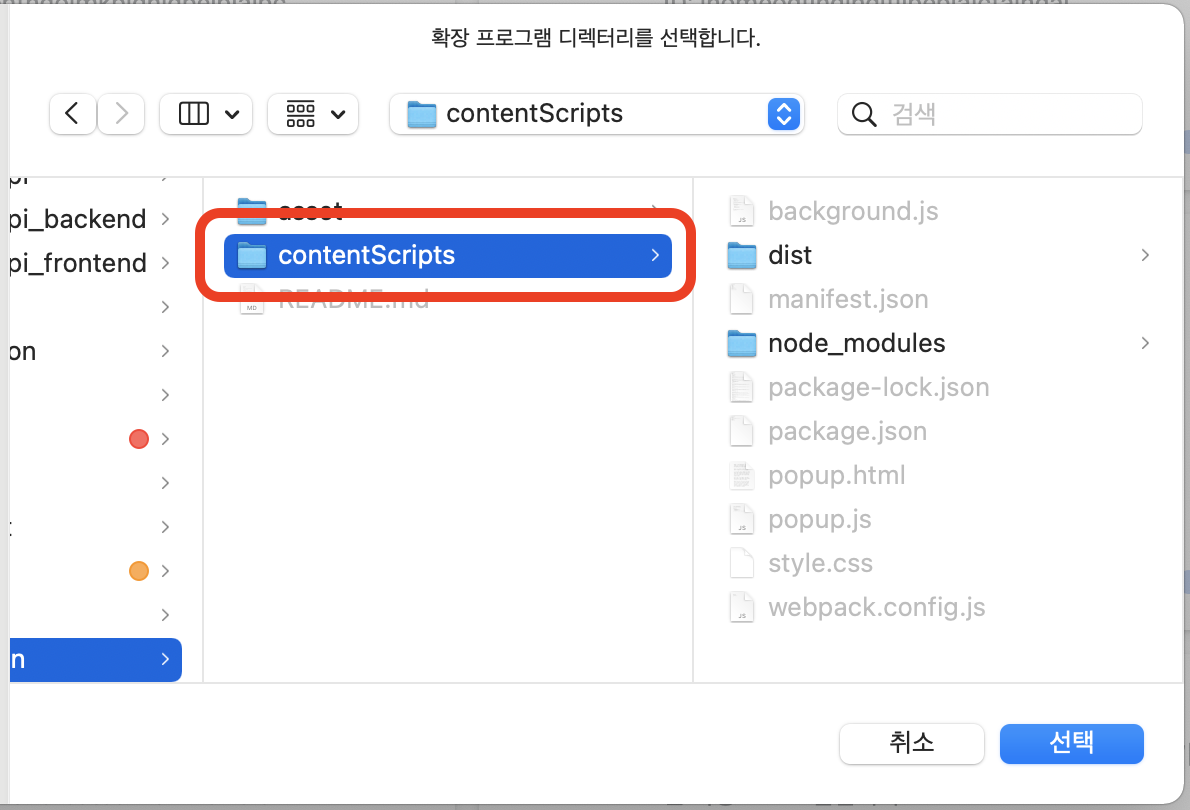 확장 프로그램 디렉터리를 선택합니다.
contentScripts
검색
pi_backend
pi_frontend
on
n
asset
contentScripts
README.md
background.js
dist
manifest.json
node_modules
package-lock.json
package.json
popup.html
popup.js
style.css
webpack.config.js
취소
선택